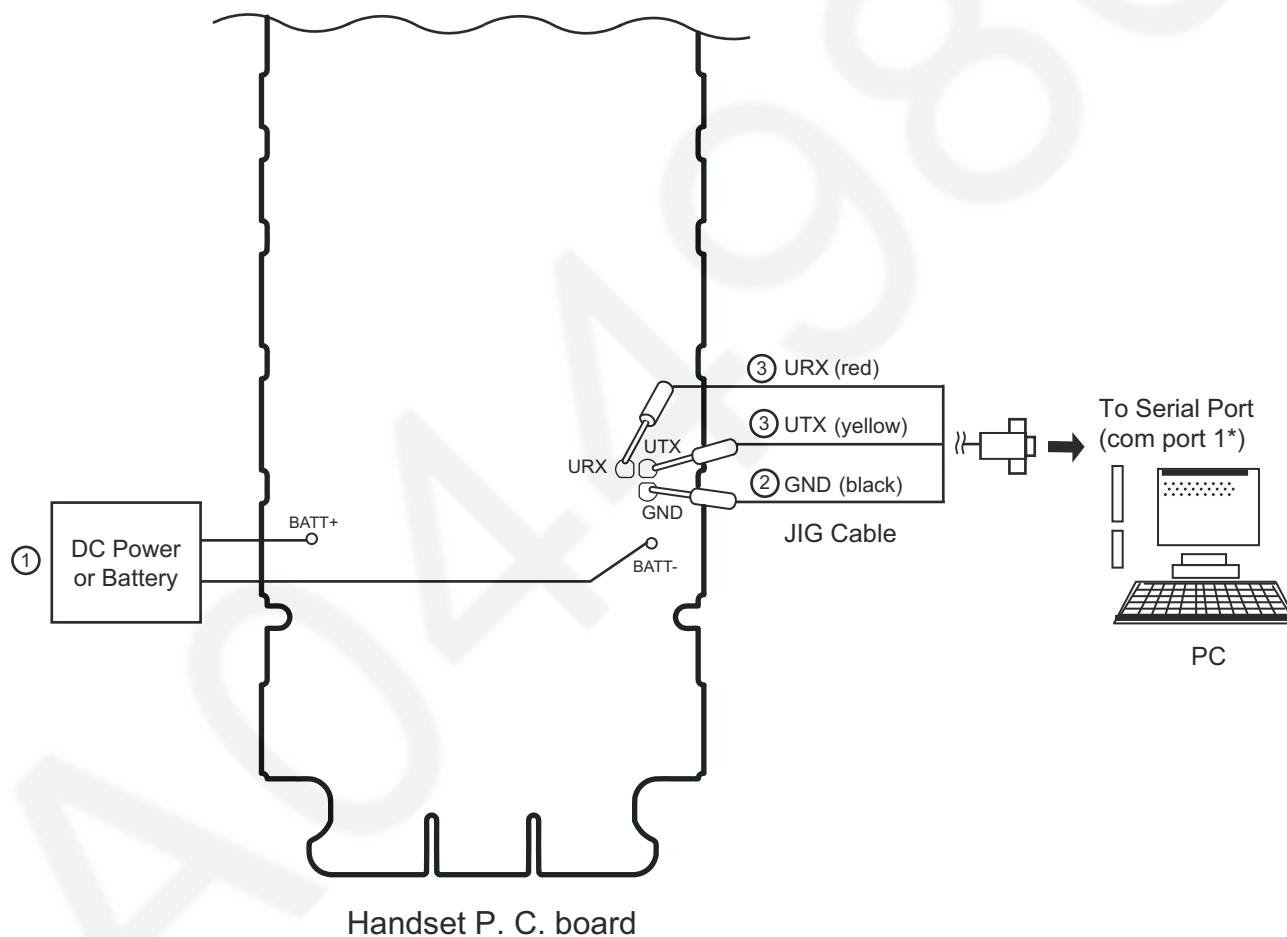 ③ URX (red)
③ UTX (yellow)
② GND (black)
JIG Cable
To Serial Port
(com port 1*)
PC
UTX
URX
GND
BATT+
BATT-
①
DC Power
or Battery
Handset P. C. board